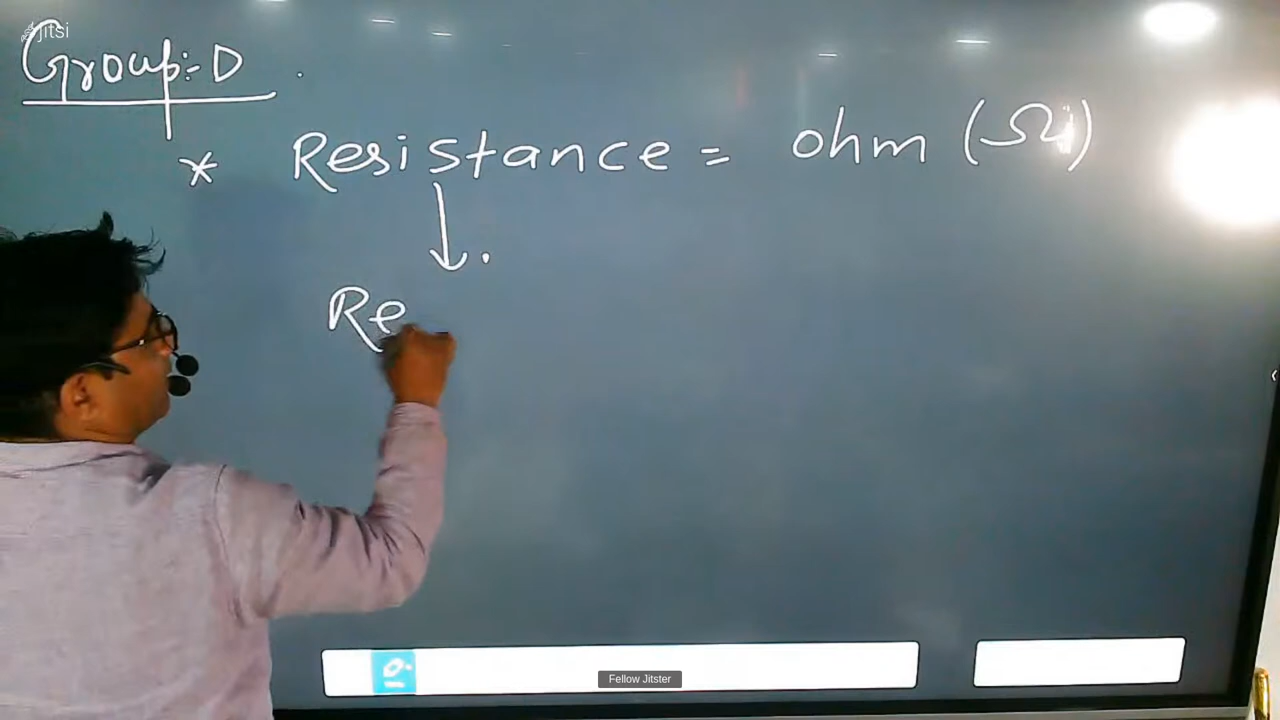 jitsi
Group:- D
* Resistance = ohm (Ω)
Re
Fellow Jitster